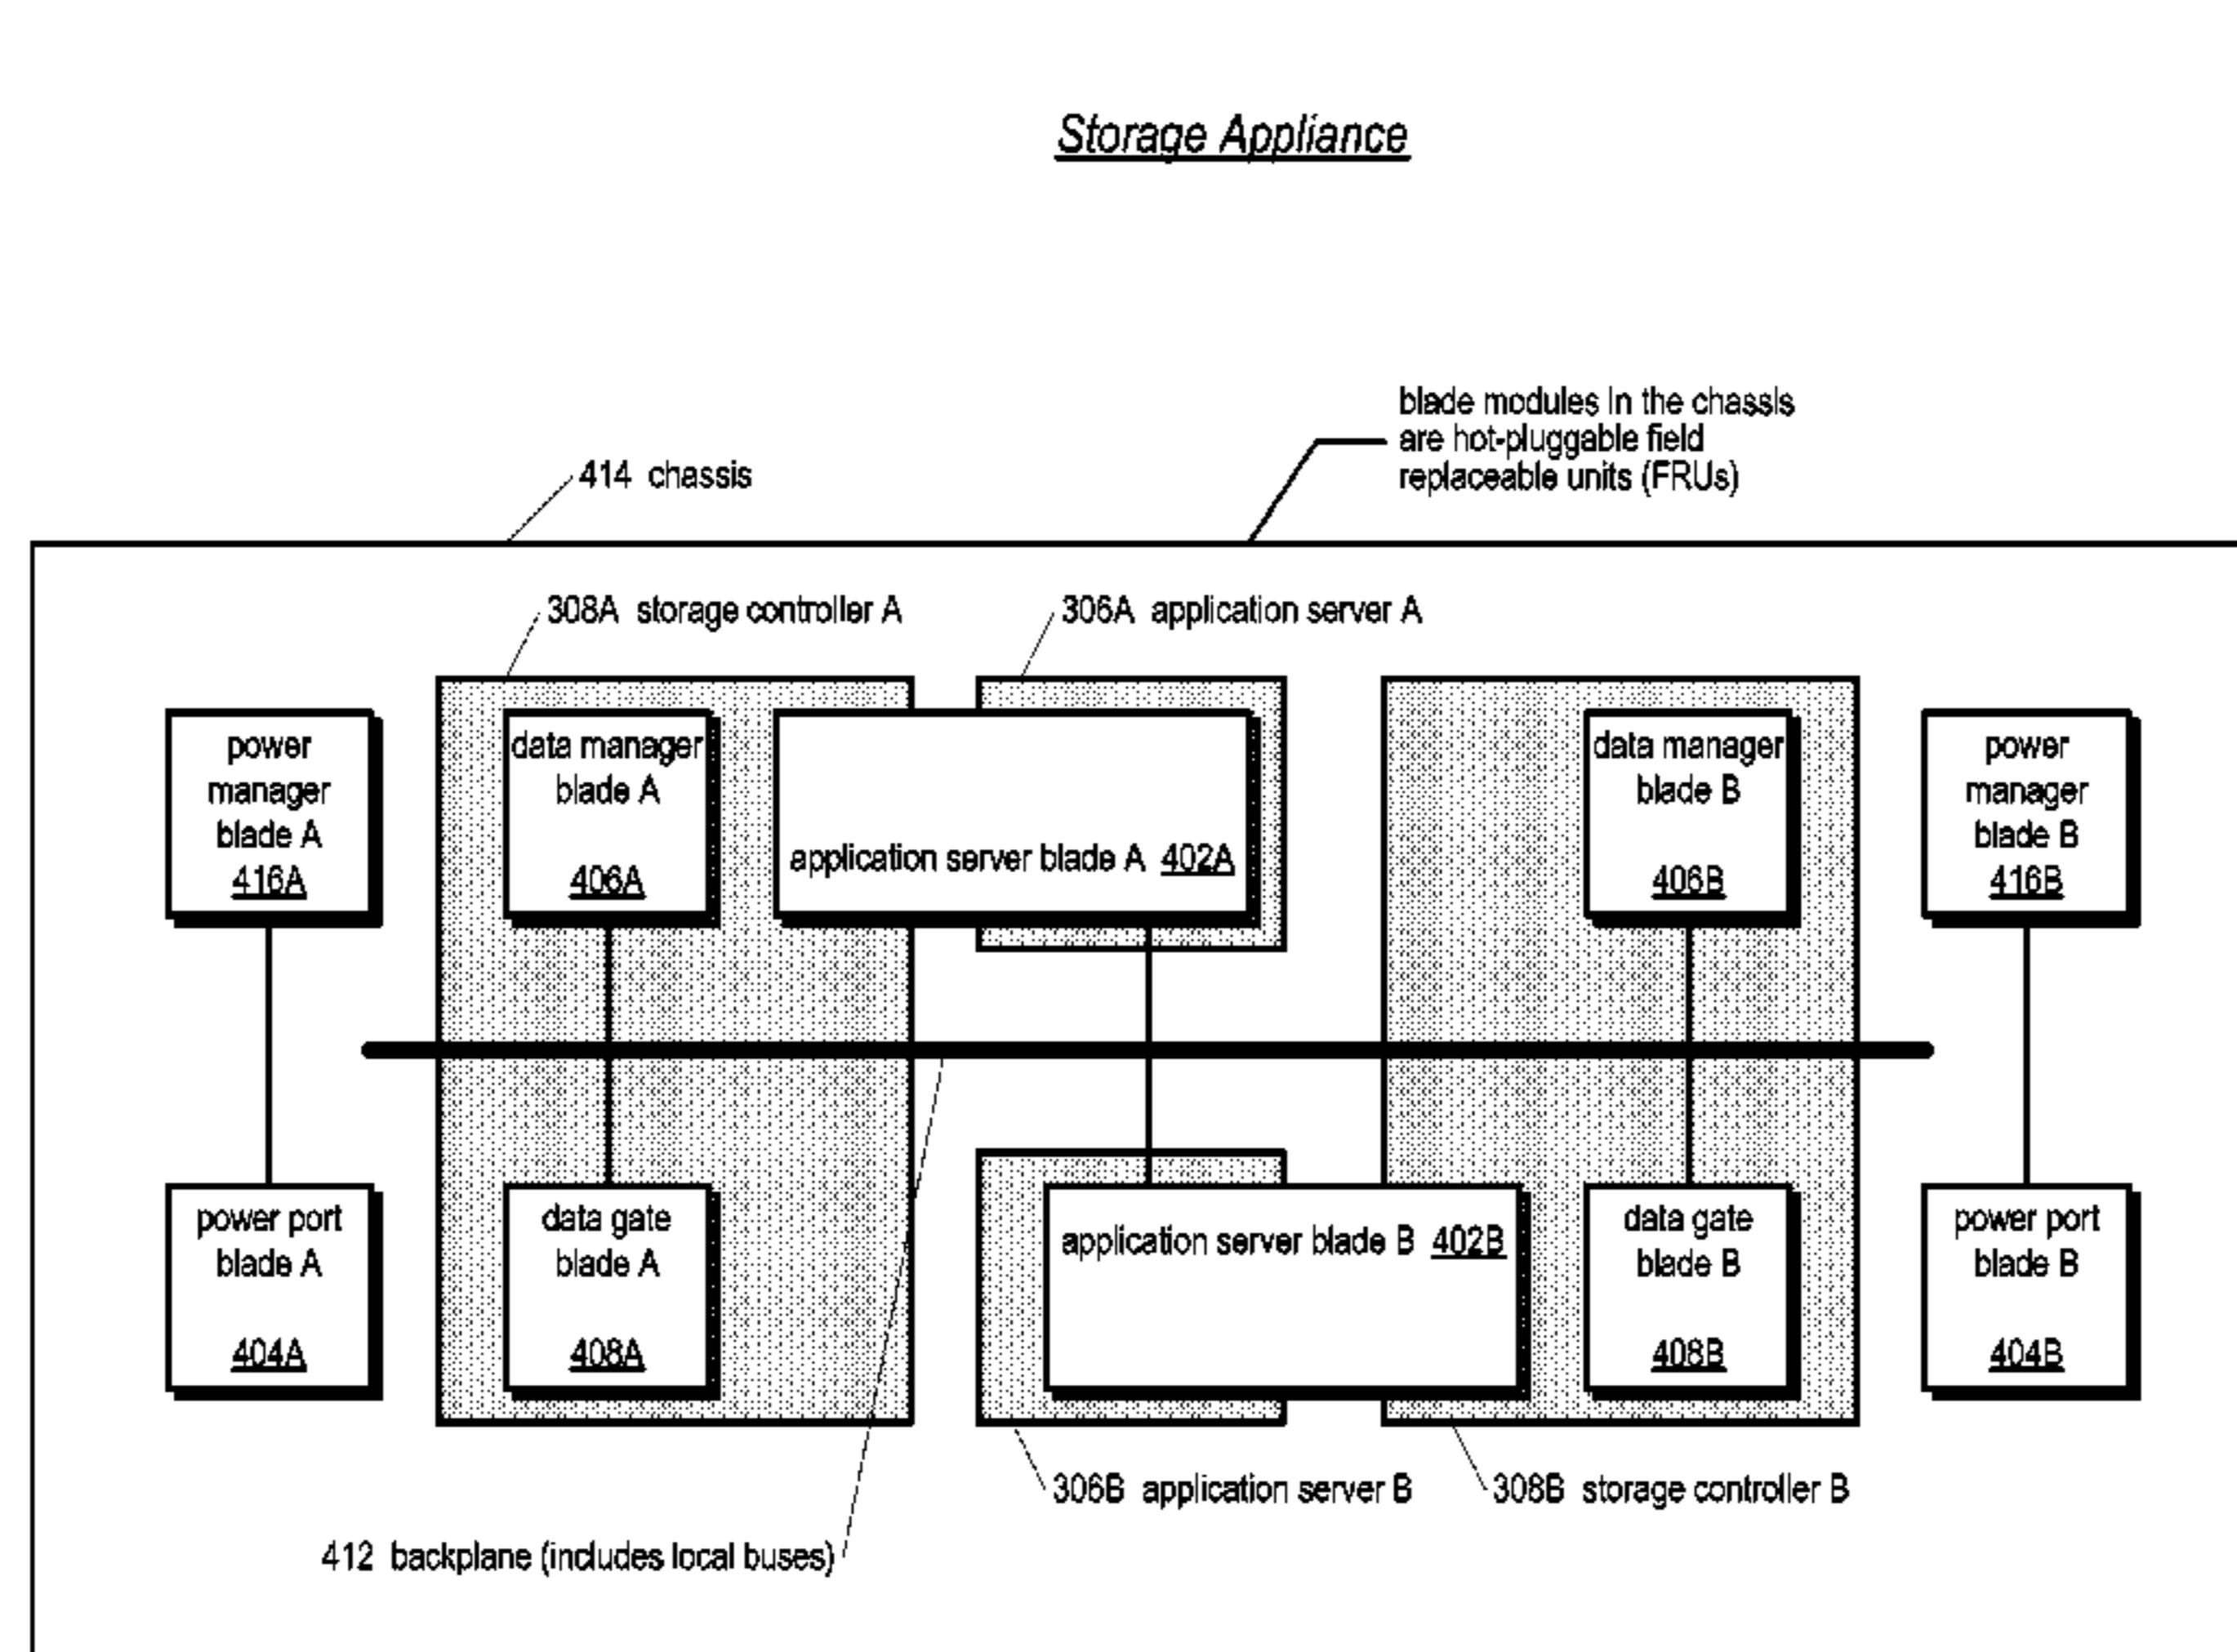 Storage Appliance
blade modules in the chassis
are hot-pluggable field
replaceable units (FRUs)
414 chassis
308A storage controller A
306A application server A
power
manager
blade A
416A
data manager
blade A
406A
application server blade A 402A
data manager
blade B
406B
power
manager
blade B
416B
power port
blade A
404A
data gate
blade A
408A
application server blade B 402B
data gate
blade B
408B
power port
blade B
404B
306B application server B
308B storage controller B
412 backplane (includes local buses)